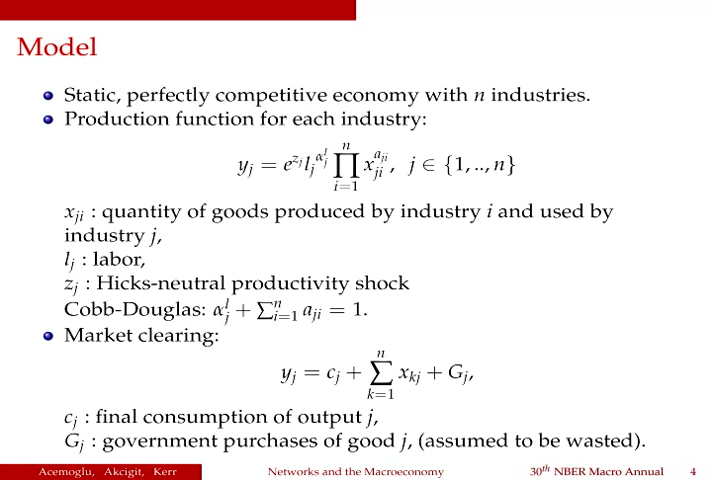 Model
Static, perfectly competitive economy with n industries.
Production function for each industry:
y_j = e^{z_j} l_j^{α_j^l} ∏_{i=1}^{n} x_{ji}^{a_{ji}}, j ∈ {1, .., n}
x_{ji} : quantity of goods produced by industry i and used by
industry j,
l_j : labor,
z_j : Hicks-neutral productivity shock
Cobb-Douglas: α_j^l + ∑_{i=1}^{n} a_{ji} = 1.
Market clearing:
y_j = c_j + ∑_{k=1}^{n} x_{kj} + G_j,
c_j : final consumption of output j,
G_j : government purchases of good j, (assumed to be wasted).
Acemoglu, Akcigit, Kerr Networks and the Macroeconomy 30^{th} NBER Macro Annual 4